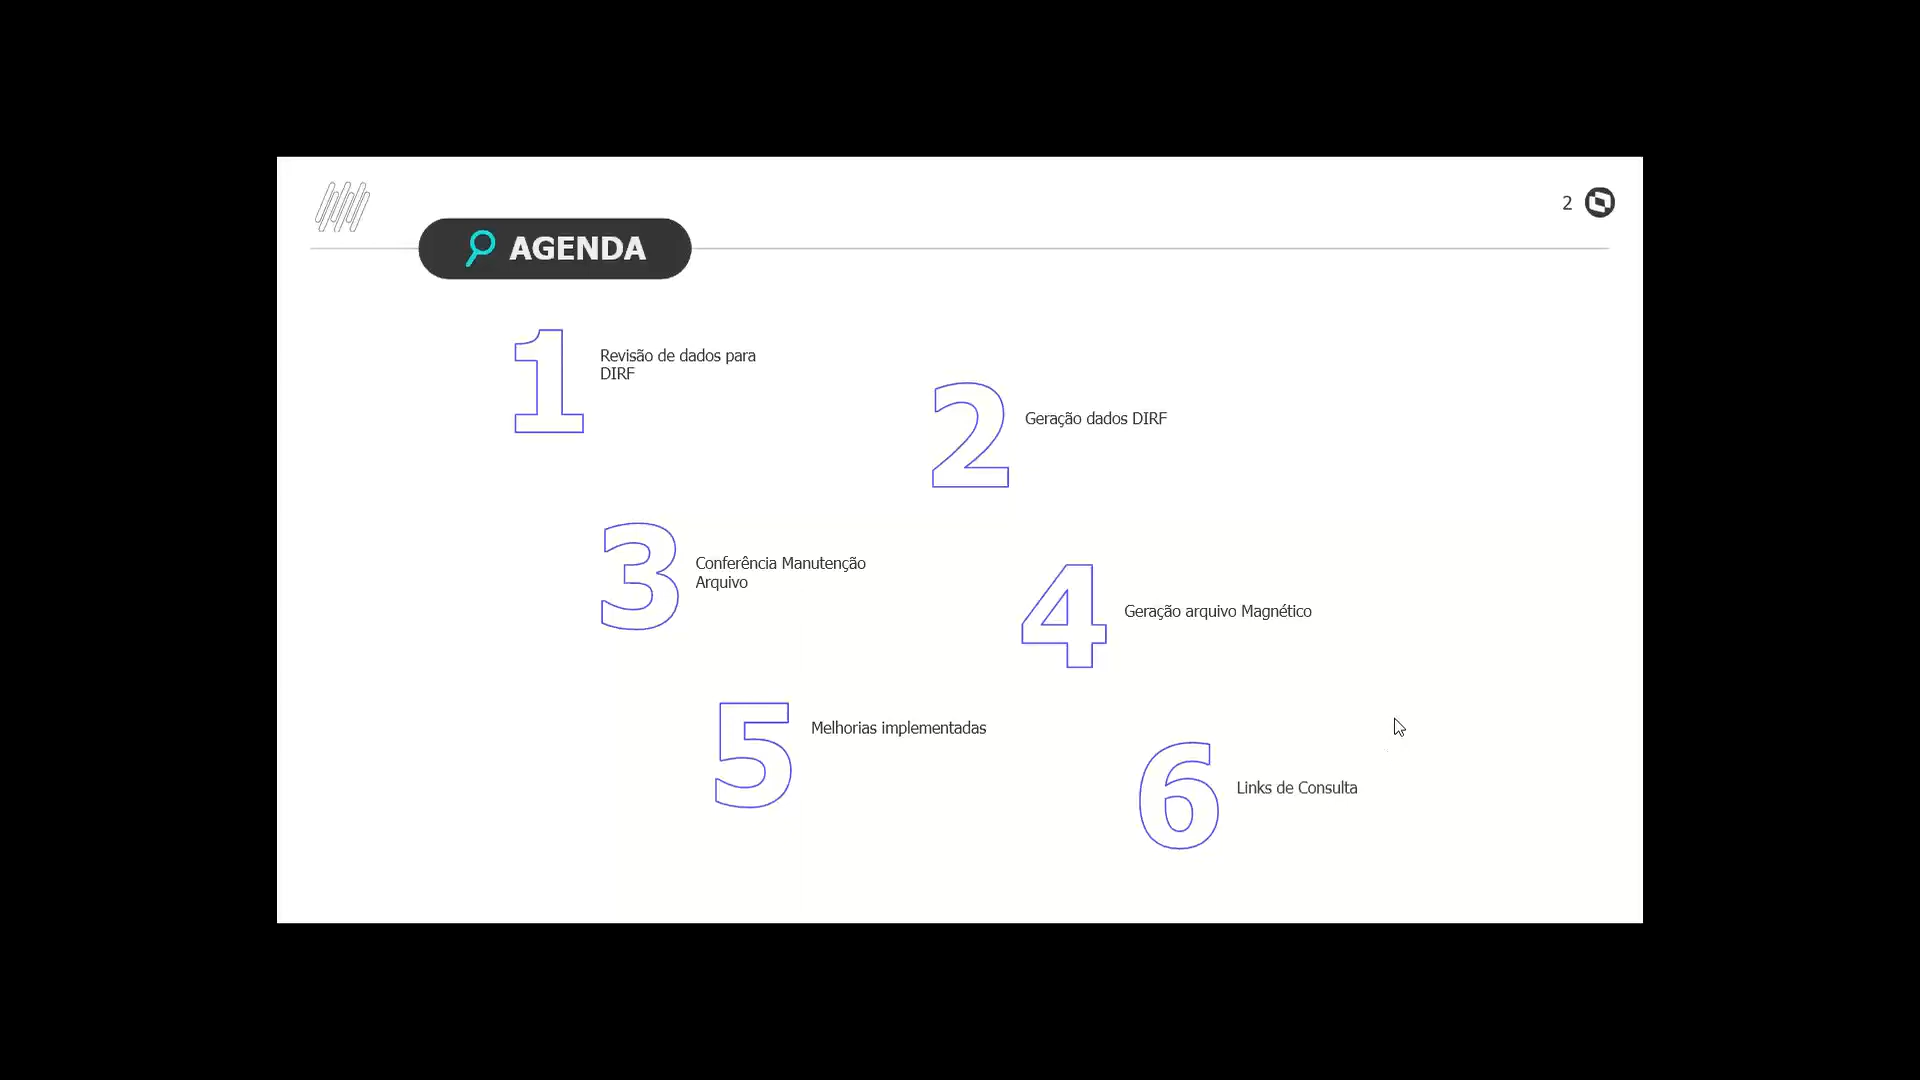 2
AGENDA
1
Revisão de dados para
DIRF
2
Geração dados DIRF
3
Conferência Manutenção
Arquivo
4
Geração arquivo Magnético
5
Melhorias implementadas
6
Links de Consulta